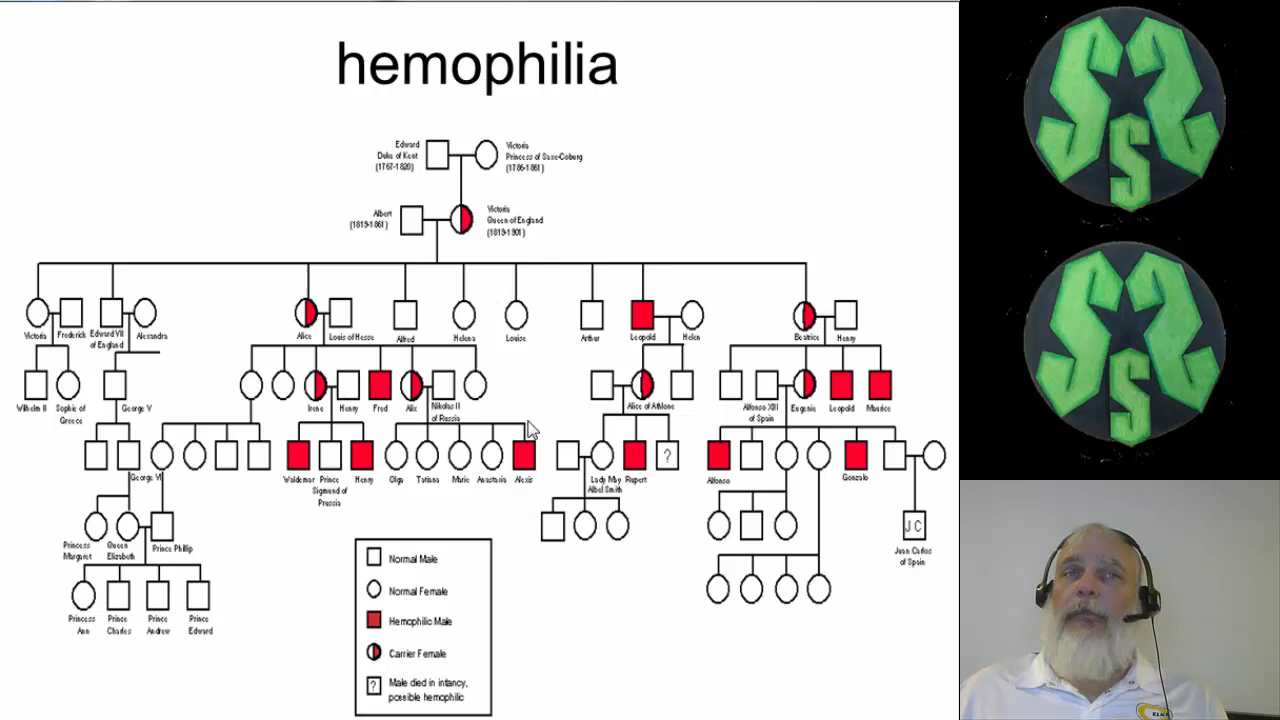 hemophilia
Edward
Duke of Kent
(1767-1820)
Victoria
Princess of Saxe-Coburg
(1786-1861)
Albert
(1819-1861)
Victoria
Queen of England
(1819-1901)
Victoria
Frederick
Edward VII
of England
Alexandra
Alice
Louis of Hesse
Alfred
Helena
Louise
Arthur
Leopold
Helen
Beatrice
Henry
Wilhelm II
Sophie of
Greece
George V
Irene
Henry
Fred
Alix
Nikolas II
of Russia
Alice of Athlone
Alfonso XIII
of Spain
Eugenie
Leopold
Maurice
George VI
Waldemar
Prince
Sigmund of
Prussia
Henry
Olga
Tatiana
Marie
Anastasia
Alexis
Lady May
Abel Smith
Rupert
?
Alfonso
Gonzalo
Princess
Margaret
Queen
Elizabeth
Prince Phillip
J C
Juan Carlos
of Spain
Princess
Ann
Prince
Charles
Prince
Andrew
Prince
Edward
Normal Male
Normal Female
Hemophilic Male
Carrier Female
?
Male died in infancy,
possible hemophilic
S S
S
S S
S